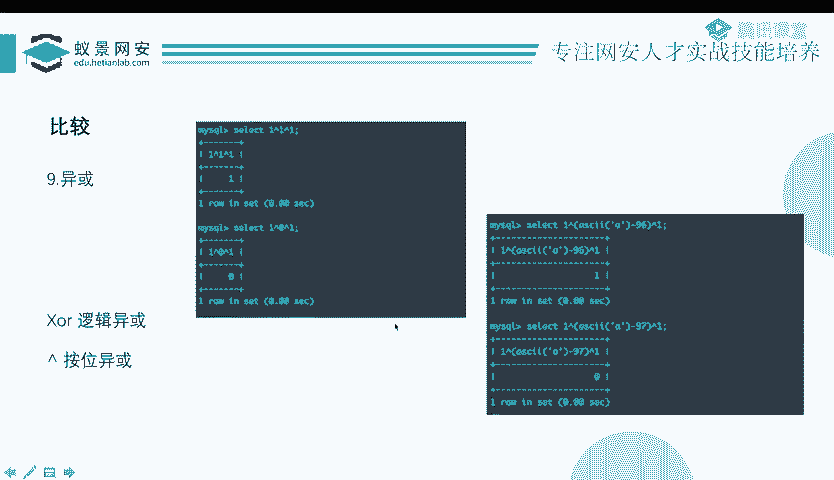 蚁景网安
edu.hetianlab.com
专注网安人才实战技能培养
比较
9.异或
mysql> select 1^1^1;
+-------+
| 1^1^1 |
+-------+
|     1 |
+-------+
1 row in set (0.00 sec)
mysql> select 1^0^1;
+-------+
| 1^0^1 |
+-------+
|     0 |
+-------+
1 row in set (0.00 sec)
Xor 逻辑异或
^ 按位异或
mysql> select 1^(ascii('a')-96)^1;
+---------------------+
| 1^(ascii('a')-96)^1 |
+---------------------+
|                   1 |
+---------------------+
1 row in set (0.00 sec)
mysql> select 1^(ascii('a')-97)^1;
+---------------------+
| 1^(ascii('a')-97)^1 |
+---------------------+
|                   0 |
+---------------------+
1 row in set (0.00 sec)